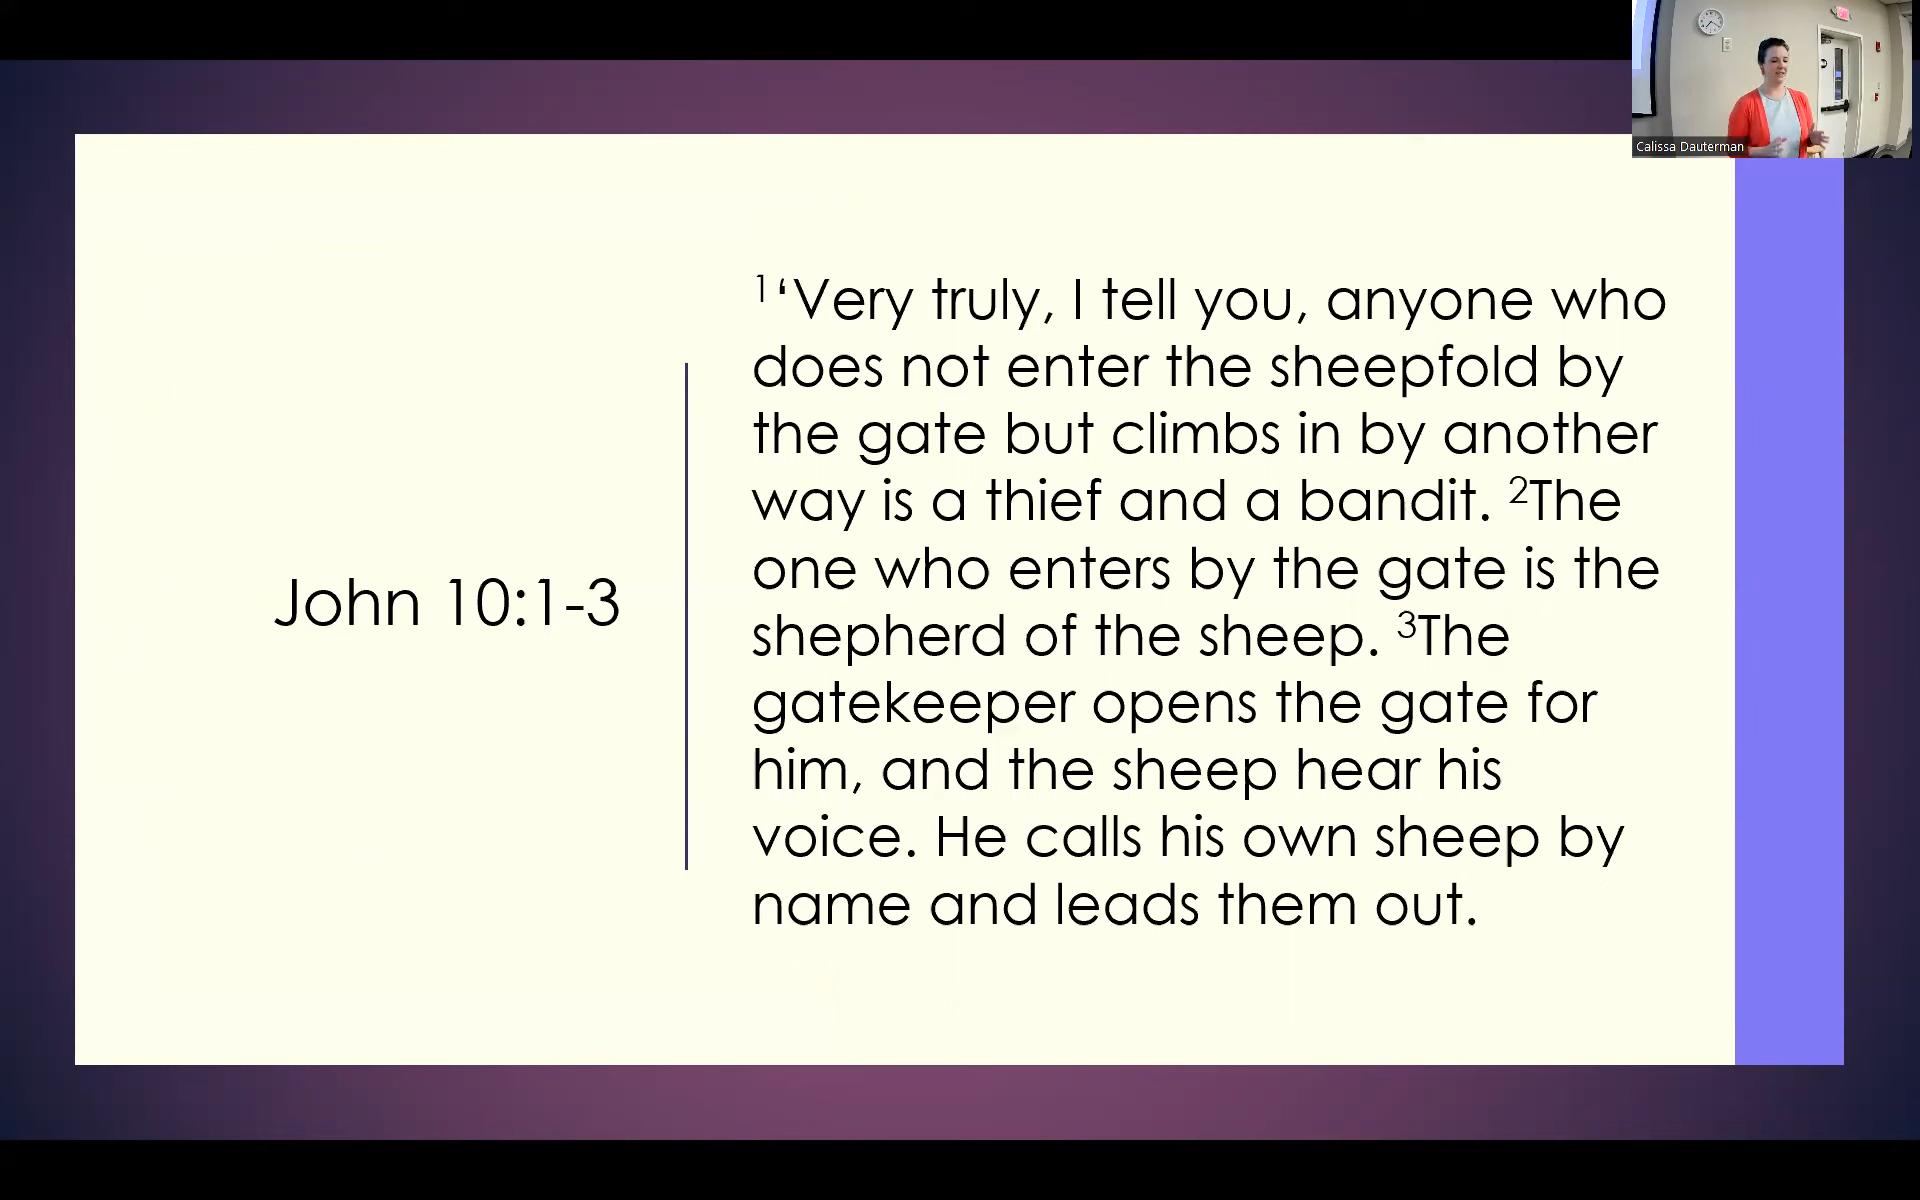 Calissa Dauterman
John 10:1-3
¹‘Very truly, I tell you, anyone who
does not enter the sheepfold by
the gate but climbs in by another
way is a thief and a bandit. ²The
one who enters by the gate is the
shepherd of the sheep. ³The
gatekeeper opens the gate for
him, and the sheep hear his
voice. He calls his own sheep by
name and leads them out.